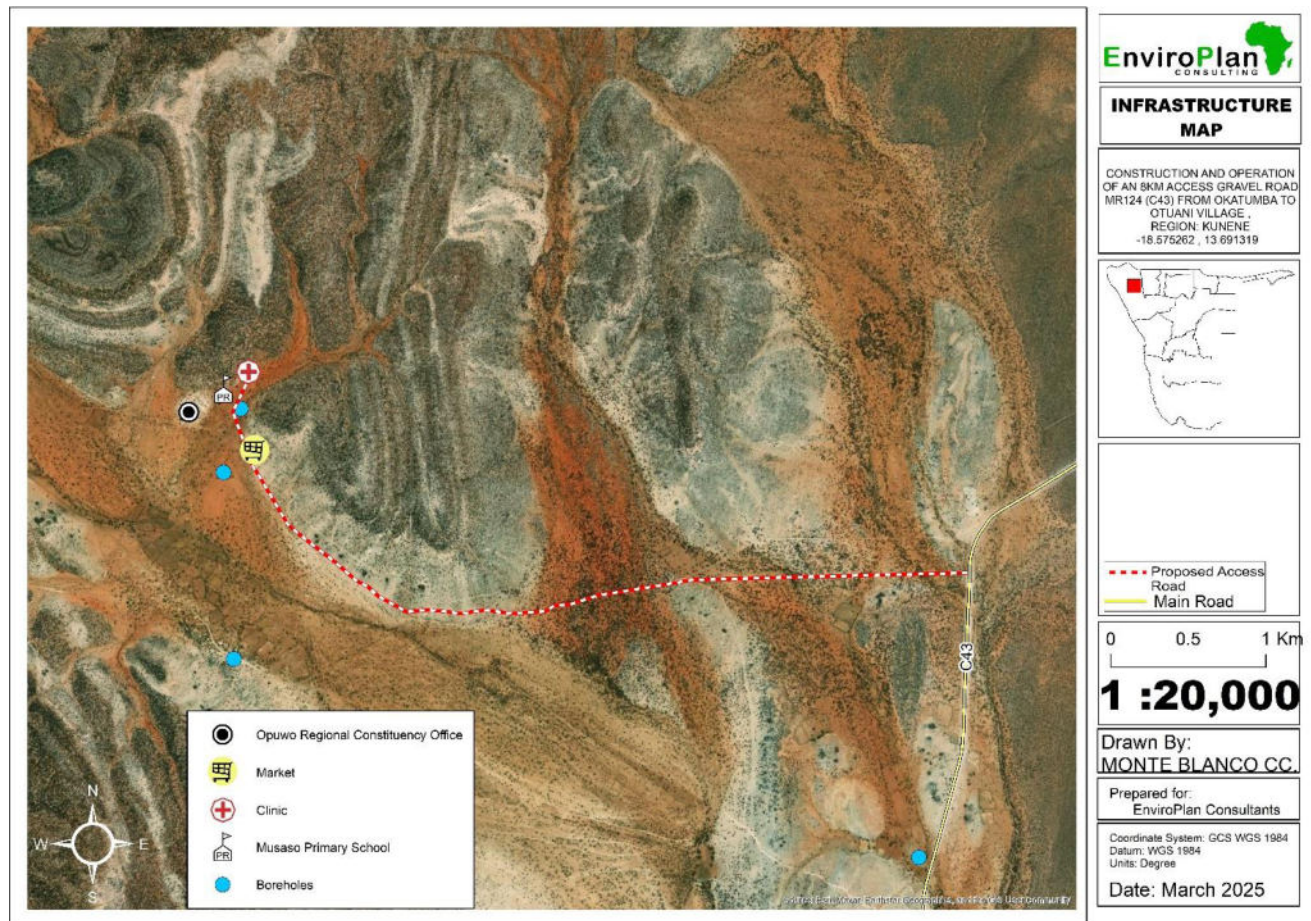 EnviroPlan
CONSULTING
INFRASTRUCTURE
MAP
CONSTRUCTION AND OPERATION
OF AN 8KM ACCESS GRAVEL ROAD
MR124 (C43) FROM OKATUMBA TO
OTUANI VILLAGE ,
REGION: KUNENE
-18.575262 , 13.691319
Proposed Access
Road
Main Road
0 0.5 1 Km
1 :20,000
Drawn By:
MONTE BLANCO CC.
Prepared for:
EnviroPlan Consultants
Coordinate System: GCS WGS 1984
Datum: WGS 1984
Units: Degree
Date: March 2025
PR
C43
Opuwo Regional Constituency Office
Market
Clinic
PR
Musaso Primary School
Boreholes
N
W
E
S